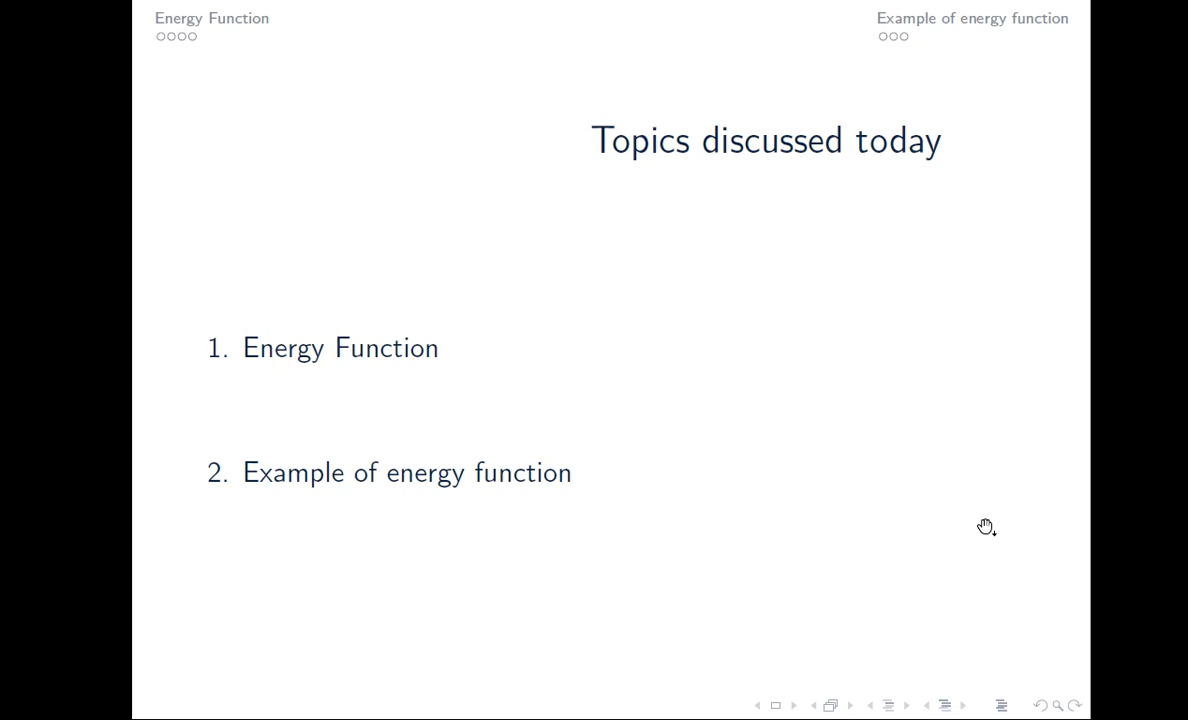 Energy Function
Example of energy function
Topics discussed today
1. Energy Function
2. Example of energy function